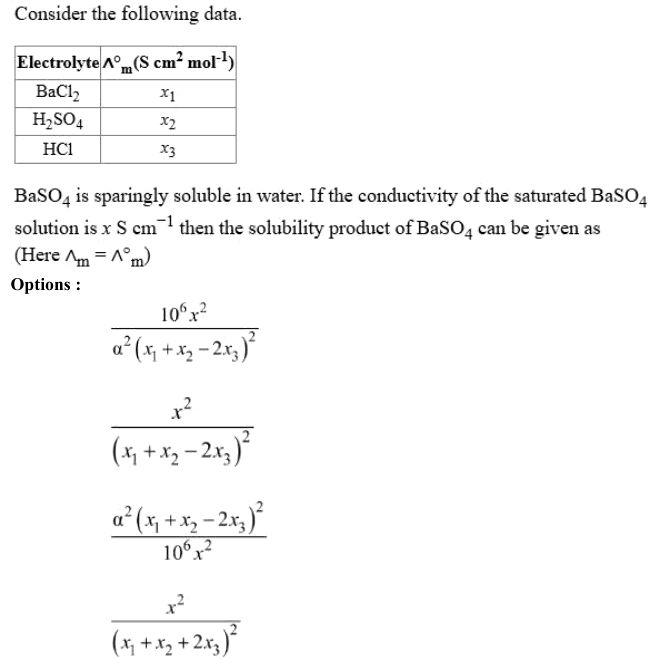 Consider the following data.
Electrolyte Λ°m(S cm² mol⁻¹)
BaCl₂ x₁
H₂SO₄ x₂
HCl x₃
BaSO₄ is sparingly soluble in water. If the conductivity of the saturated BaSO₄
solution is x S cm⁻¹ then the solubility product of BaSO₄ can be given as
(Here Λm = Λ°m)
Options :
10⁶x² / α²(x₁ + x₂ − 2x₃)²
x² / (x₁ + x₂ − 2x₃)²
α²(x₁ + x₂ − 2x₃)² / 10⁶x²
x² / (x₁ + x₂ + 2x₃)²